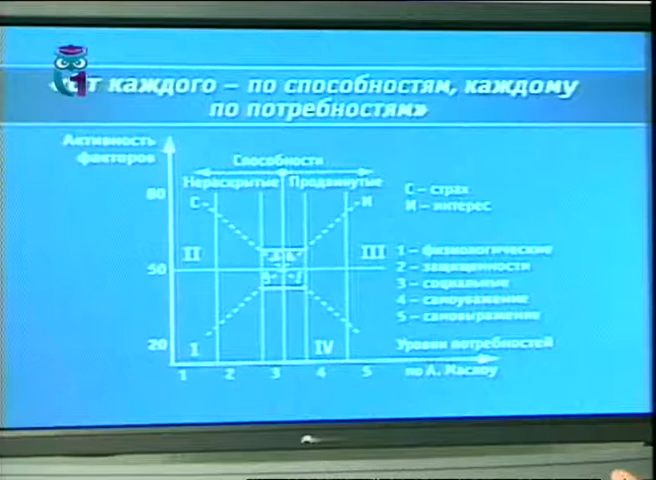 «от каждого – по способностям, каждому
по потребностям»
Активность
факторов
Способности
Нераскрытые Продвинутые
80
С
И
С – страх
И – интерес
II
III
1 – физиологические
2 – защищенности
3 – социальные
4 – самоуважение
5 – самовыражение
50
20
I
IV
Уровни потребностей
по А. Маслоу
1 2 3 4 5